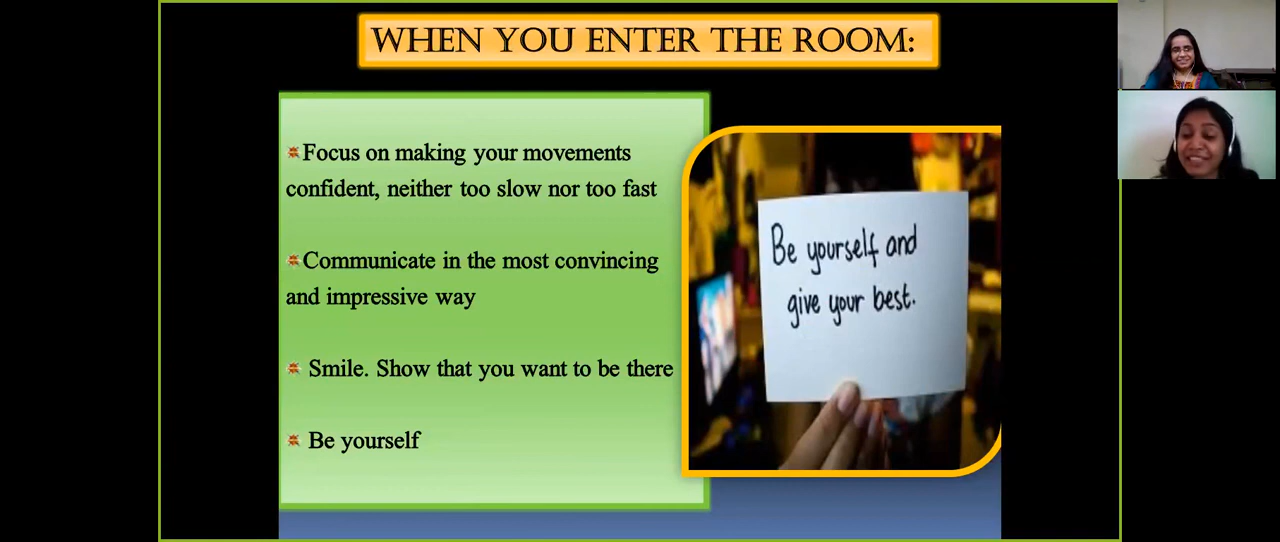 WHEN YOU ENTER THE ROOM:
Focus on making your movements
confident, neither too slow nor too fast
Communicate in the most convincing
and impressive way
Smile. Show that you want to be there
Be yourself
Be yourself and
give your best.